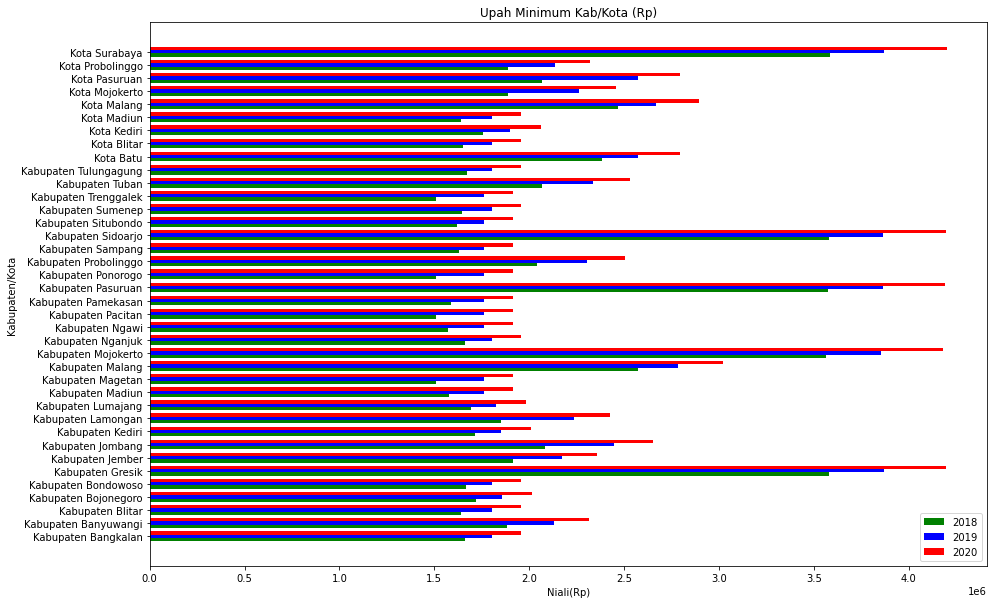 Upah Minimum Kab/Kota (Rp)
Kabupaten/Kota
Kota Surabaya
Kota Probolinggo
Kota Pasuruan
Kota Mojokerto
Kota Malang
Kota Madiun
Kota Kediri
Kota Blitar
Kota Batu
Kabupaten Tulungagung
Kabupaten Tuban
Kabupaten Trenggalek
Kabupaten Sumenep
Kabupaten Situbondo
Kabupaten Sidoarjo
Kabupaten Sampang
Kabupaten Probolinggo
Kabupaten Ponorogo
Kabupaten Pasuruan
Kabupaten Pamekasan
Kabupaten Pacitan
Kabupaten Ngawi
Kabupaten Nganjuk
Kabupaten Mojokerto
Kabupaten Malang
Kabupaten Magetan
Kabupaten Madiun
Kabupaten Lumajang
Kabupaten Lamongan
Kabupaten Kediri
Kabupaten Jombang
Kabupaten Jember
Kabupaten Gresik
Kabupaten Bondowoso
Kabupaten Bojonegoro
Kabupaten Blitar
Kabupaten Banyuwangi
Kabupaten Bangkalan
2018
2019
2020
0.0 0.5 1.0 1.5 2.0 2.5 3.0 3.5 4.0
1e6
Niali(Rp)